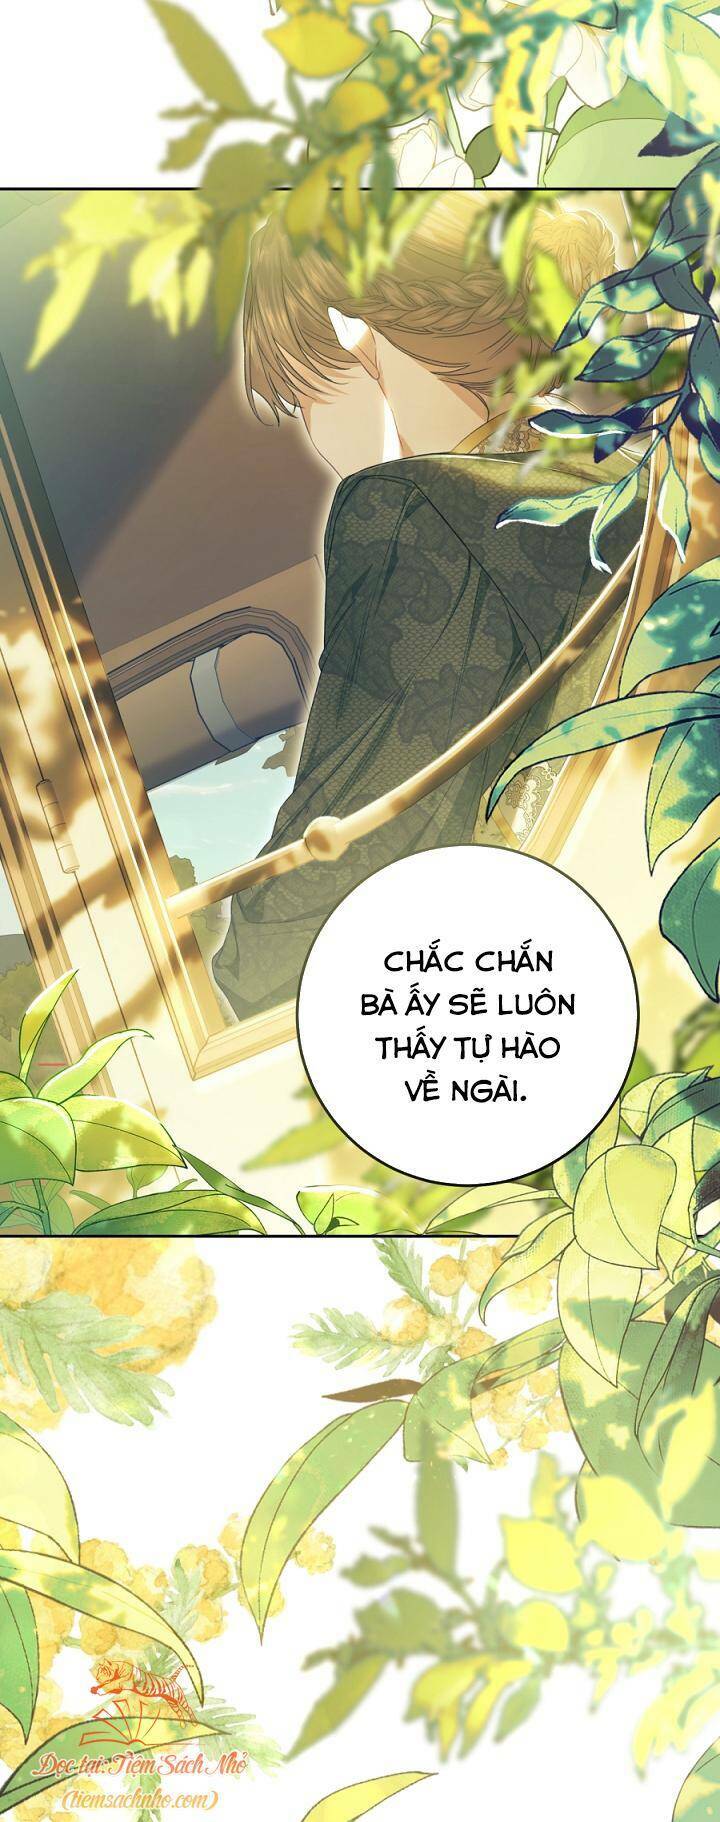 CHẮC CHẮN
BÀ ẤY SẼ LUÔN
THẤY TỰ HÀO
VỀ NGÀI.
Đọc tại: Tiệm Sách Nhỏ
(tiemsachnho.com)